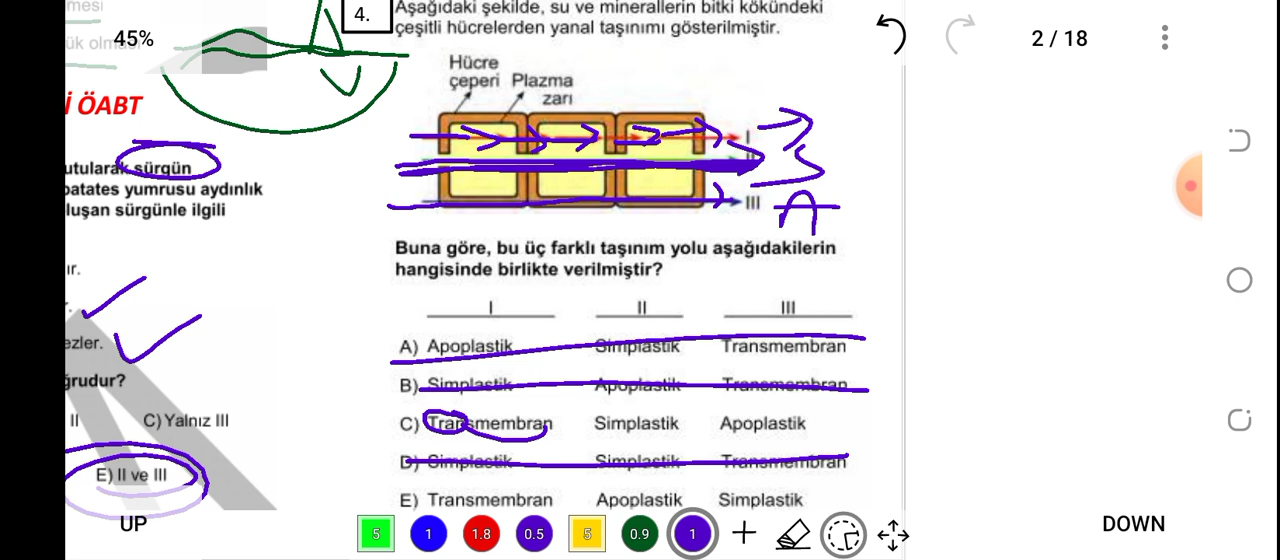 mesi
45%
ük olması
İ ÖABT
utularak sürgün
patates yumrusu aydınlık
luşan sürgünle ilgili
ır.
ezler.
ğrudur?
II C) Yalnız III
E) II ve III
UP
4. Aşağıdaki şekilde, su ve minerallerin bitki kökündeki
çeşitli hücrelerden yanal taşınımı gösterilmiştir.
Hücre
çeperi Plazma
zarı
I
II
III
S
A
Buna göre, bu üç farklı taşınım yolu aşağıdakilerin
hangisinde birlikte verilmiştir?
I II III
A) Apoplastik Simplastik Transmembran
B) Simplastik Apoplastik Transmembran
C) Transmembran Simplastik Apoplastik
D) Simplastik Simplastik Transmembran
E) Transmembran Apoplastik Simplastik
5 1 1.8 0.5 5 0.9 1
2 / 18
DOWN